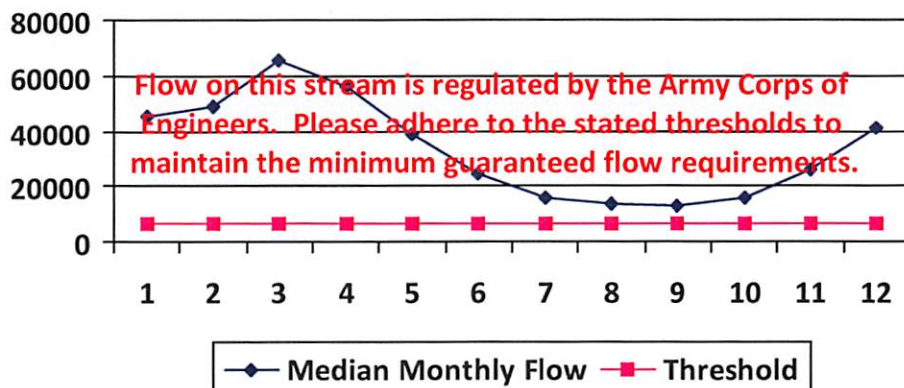 80000
60000
40000
20000
0
Flow on this stream is regulated by the Army Corps of
Engineers. Please adhere to the stated thresholds to
maintain the minimum guaranteed flow requirements.
1 2 3 4 5 6 7 8 9 10 11 12
Median Monthly Flow Threshold